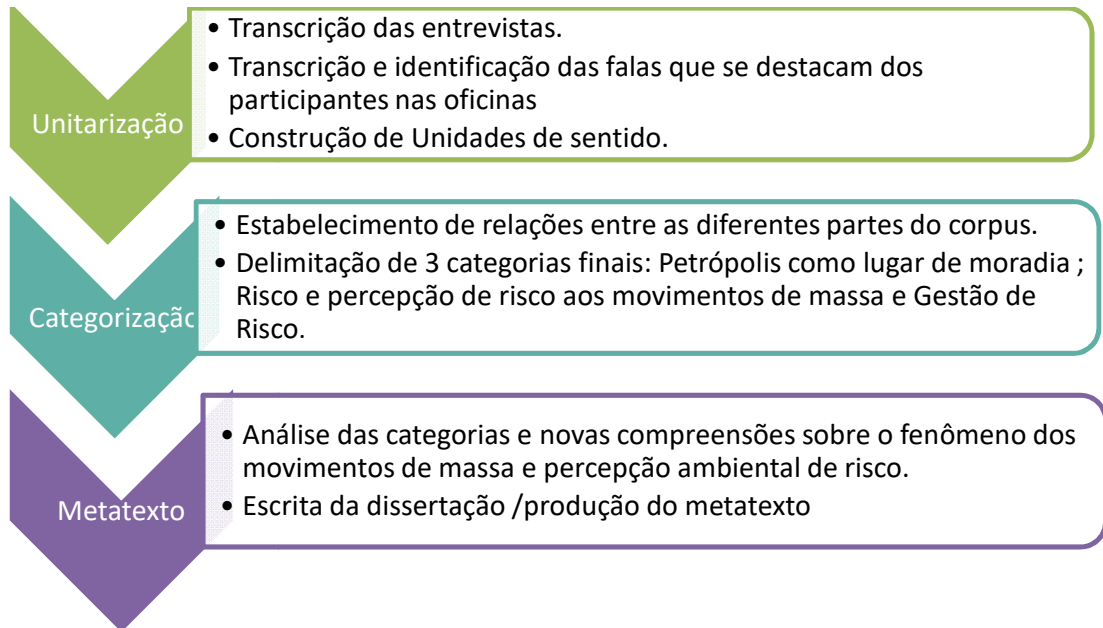 Unitarização
• Transcrição das entrevistas.
• Transcrição e identificação das falas que se destacam dos
participantes nas oficinas
• Construção de Unidades de sentido.
Categorização
• Estabelecimento de relações entre as diferentes partes do corpus.
• Delimitação de 3 categorias finais: Petrópolis como lugar de moradia ;
Risco e percepção de risco aos movimentos de massa e Gestão de
Risco.
Metatexto
• Análise das categorias e novas compreensões sobre o fenômeno dos
movimentos de massa e percepção ambiental de risco.
• Escrita da dissertação /produção do metatexto